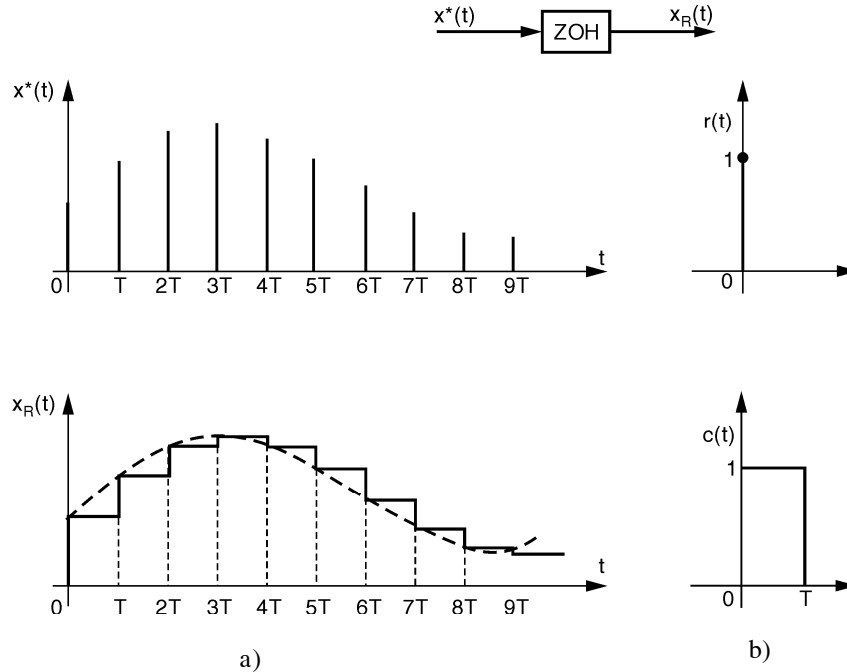 x*(t) ZOH x_R(t)
x*(t)
t
0 T 2T 3T 4T 5T 6T 7T 8T 9T
r(t)
1
0
x_R(t)
t
0 T 2T 3T 4T 5T 6T 7T 8T 9T
c(t)
1
0 T
a)
b)